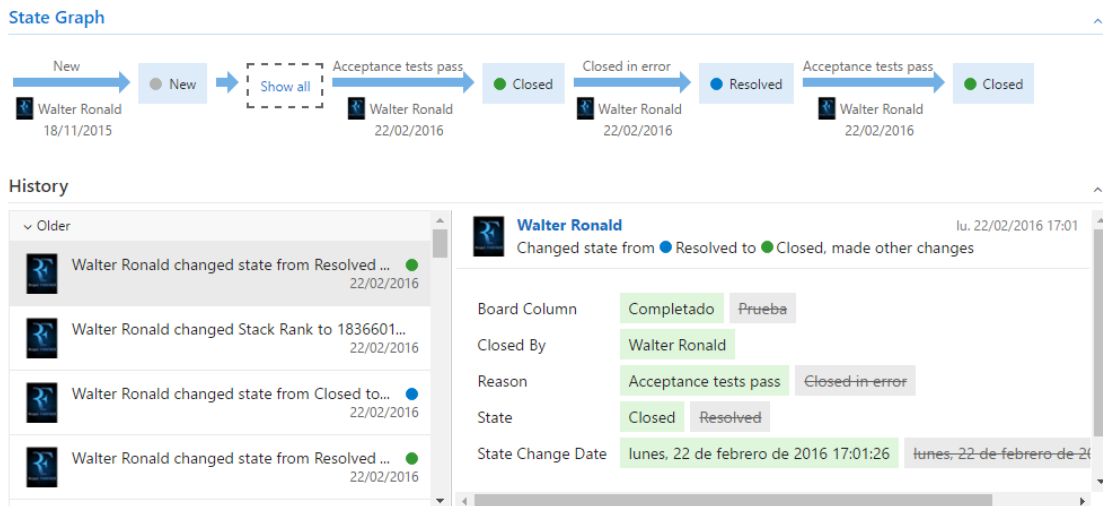 State Graph
New
New
Show all
Acceptance tests pass
Closed
Closed in error
Resolved
Acceptance tests pass
Closed
Walter Ronald
18/11/2015
Walter Ronald
22/02/2016
Walter Ronald
22/02/2016
Walter Ronald
22/02/2016
History
Older
Walter Ronald changed state from Resolved ...
22/02/2016
Walter Ronald changed Stack Rank to 1836601...
22/02/2016
Walter Ronald changed state from Closed to...
22/02/2016
Walter Ronald changed state from Resolved ...
22/02/2016
Walter Ronald
lu. 22/02/2016 17:01
Changed state from Resolved to Closed, made other changes
Board Column Completado Prueba
Closed By Walter Ronald
Reason Acceptance tests pass Closed in error
State Closed Resolved
State Change Date lunes, 22 de febrero de 2016 17:01:26 lunes, 22 de febrero de